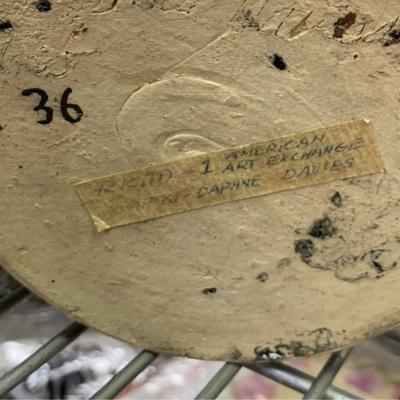 36
- 1 AMERICAN
ART EXCHANGE
DAPHNE DAVIES